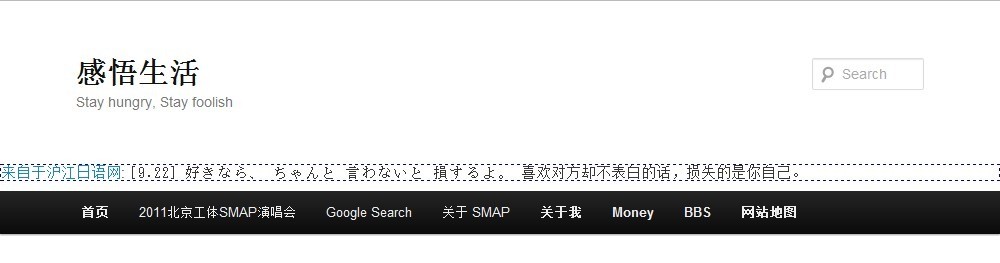 感悟生活
Stay hungry, Stay foolish
Search
来自于沪江日语网: [9.22] 好きなら、 ちゃんと 言わないと 損するよ。 喜欢对方却不表白的话，损失的是你自己。
首页 2011北京工体SMAP演唱会 Google Search 关于 SMAP 关于我 Money BBS 网站地图